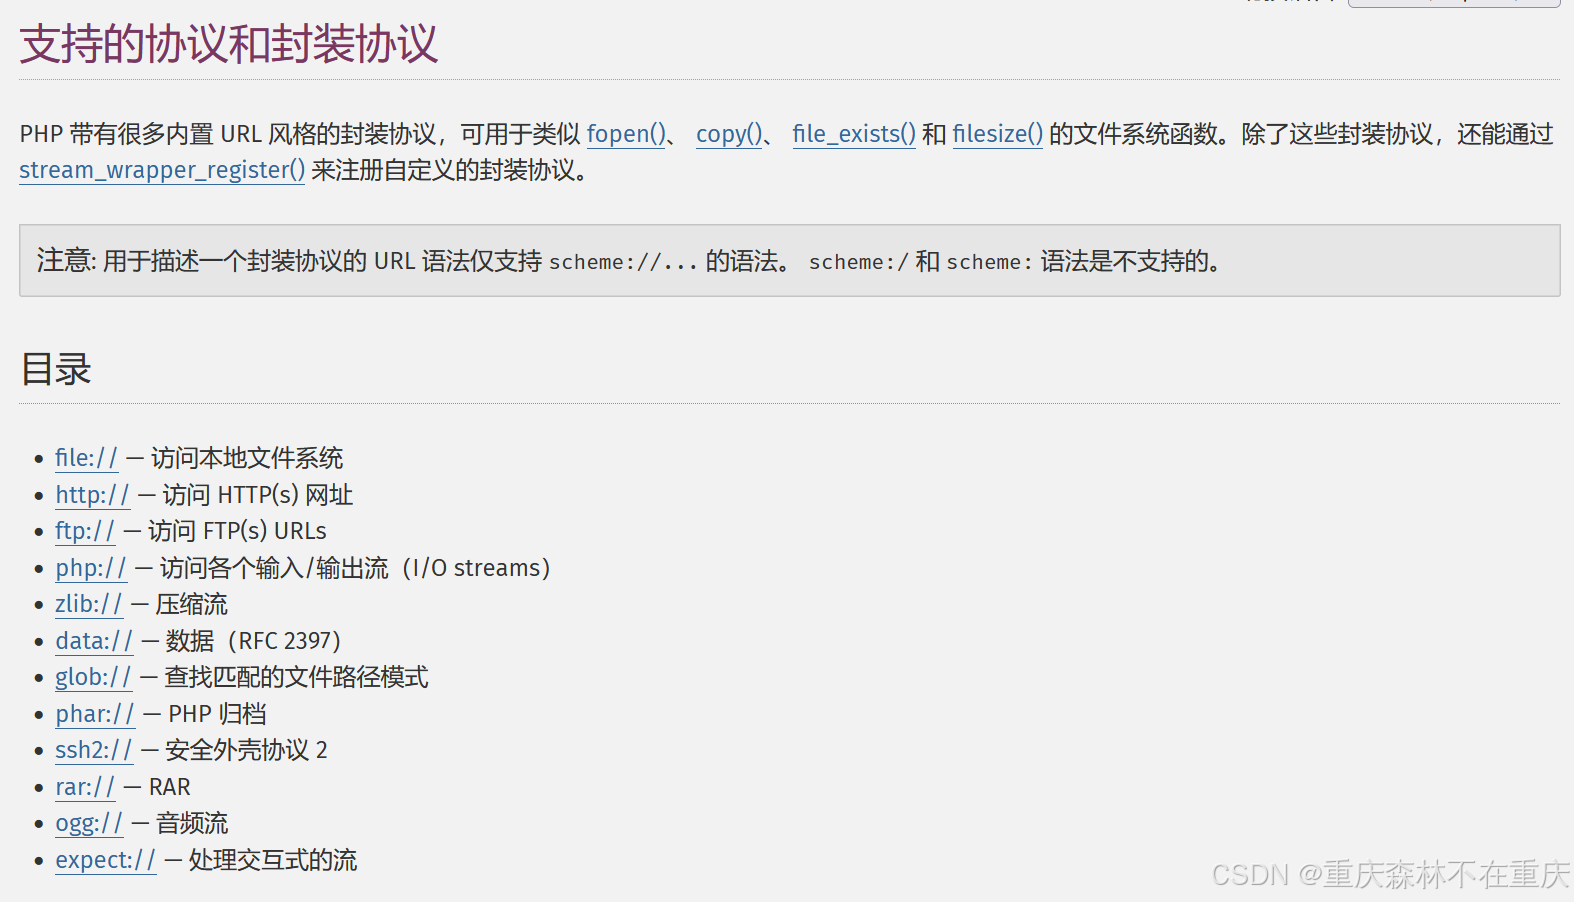 支持的协议和封装协议
PHP 带有很多内置 URL 风格的封装协议，可用于类似 fopen()、 copy()、 file_exists() 和 filesize() 的文件系统函数。除了这些封装协议，还能通过
stream_wrapper_register() 来注册自定义的封装协议。
注意: 用于描述一个封装协议的 URL 语法仅支持 scheme://... 的语法。 scheme:/ 和 scheme: 语法是不支持的。
目录
• file:// — 访问本地文件系统
• http:// — 访问 HTTP(s) 网址
• ftp:// — 访问 FTP(s) URLs
• php:// — 访问各个输入/输出流（I/O streams）
• zlib:// — 压缩流
• data:// — 数据（RFC 2397）
• glob:// — 查找匹配的文件路径模式
• phar:// — PHP 归档
• ssh2:// — 安全外壳协议 2
• rar:// — RAR
• ogg:// — 音频流
• expect:// — 处理交互式的流
CSDN @重庆森林不在重庆